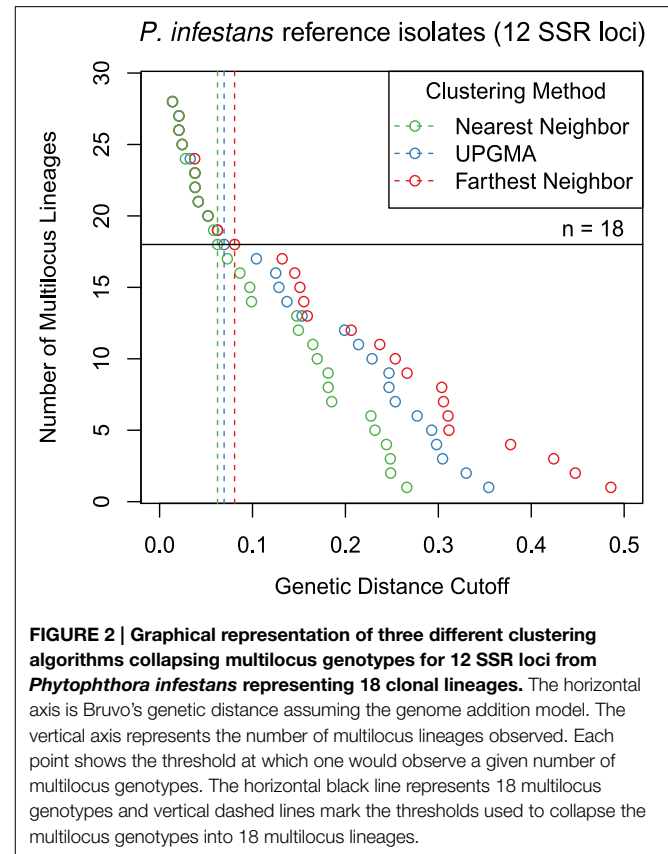 P. infestans reference isolates (12 SSR loci)
Number of Multilocus Lineages
30
25
20
15
10
5
0
Clustering Method
Nearest Neighbor
UPGMA
Farthest Neighbor
n = 18
0.0 0.1 0.2 0.3 0.4 0.5
Genetic Distance Cutoff
FIGURE 2 | Graphical representation of three different clustering
algorithms collapsing multilocus genotypes for 12 SSR loci from
Phytophthora infestans representing 18 clonal lineages. The horizontal
axis is Bruvo's genetic distance assuming the genome addition model. The
vertical axis represents the number of multilocus lineages observed. Each
point shows the threshold at which one would observe a given number of
multilocus genotypes. The horizontal black line represents 18 multilocus
genotypes and vertical dashed lines mark the thresholds used to collapse the
multilocus genotypes into 18 multilocus lineages.